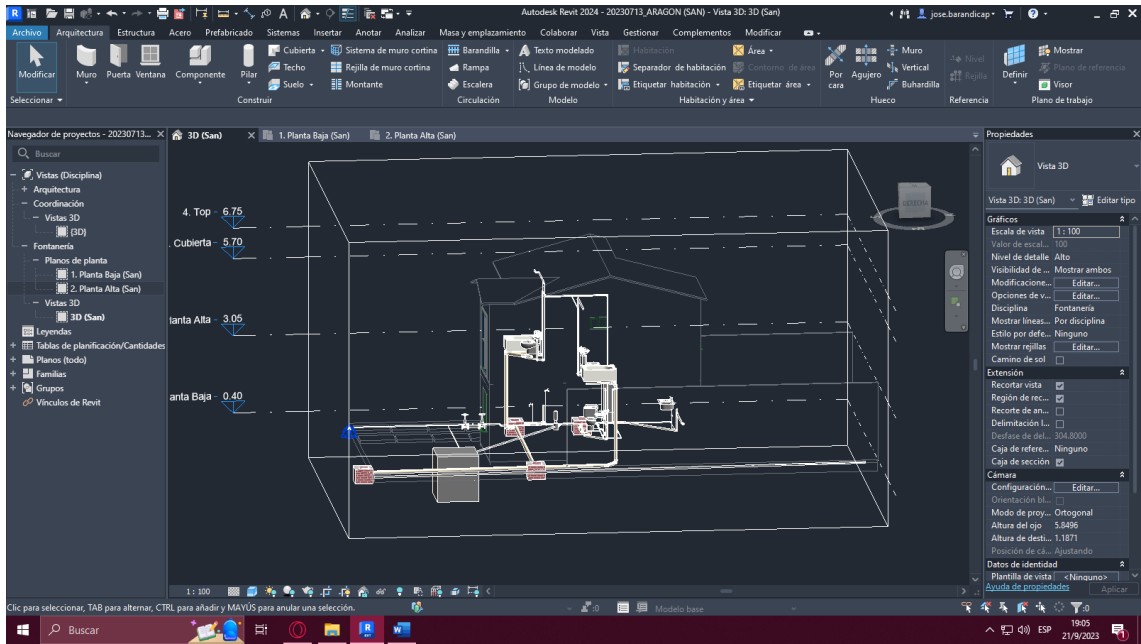 Autodesk Revit 2024 - 20230713_ARAGON (SAN) - Vista 3D: 3D (San)
jose.barandicap
Archivo Arquitectura Estructura Acero Prefabricado Sistemas Insertar Anotar Analizar Masa y emplazamiento Colaborar Vista Gestionar Complementos Modificar
Modificar
Muro Puerta Ventana Componente Pilar
Cubierta
Techo
Suelo
Sistema de muro cortina
Rejilla de muro cortina
Montante
Barandilla
Rampa
Escalera
Texto modelado
Línea de modelo
Grupo de modelo
Habitación
Separador de habitación
Etiquetar habitación
Área
Contorno de área
Etiquetar área
Por cara
Agujero
Muro
Vertical
Buhardilla
Nivel
Rejilla
Definir
Mostrar
Plano de referencia
Visor
Seleccionar Construir Circulación Modelo Habitación y área Hueco Referencia Plano de trabajo
Navegador de proyectos - 20230713...
Buscar
Vistas (Disciplina)
Arquitectura
Coordinación
Vistas 3D
{3D}
Fontanería
Planos de planta
1. Planta Baja (San)
2. Planta Alta (San)
Vistas 3D
3D (San)
Leyendas
Tablas de planificación/Cantidades
Planos (todo)
Familias
Grupos
Vínculos de Revit
3D (San) 1. Planta Baja (San) 2. Planta Alta (San)
4. Top 6.75
Cubierta 5.70
lanta Alta 3.05
anta Baja 0.40
Propiedades
Vista 3D
Vista 3D: 3D (San) Editar tipo
Gráficos
Escala de vista 1 : 100
Valor de escal... 100
Nivel de detalle Alto
Visibilidad de ... Mostrar ambos
Modificacione... Editar...
Opciones de v... Editar...
Disciplina Fontanería
Mostrar líneas... Por disciplina
Estilo por defe... Ninguno
Mostrar rejillas Editar...
Camino de sol
Extensión
Recortar vista
Región de rec...
Recorte de an...
Delimitación l...
Desfase de del... 304.8000
Caja de refere... Ninguno
Caja de sección
Cámara
Configuración... Editar...
Orientación bl...
Modo de proy... Ortogonal
Altura del ojo 5.8496
Altura de desti... 1.1871
Posición de cá... Ajustando
Datos de identidad
Plantilla de vista <Ninguno>
Ayuda de propiedades Aplicar
1 : 100
Clic para seleccionar, TAB para alternar, CTRL para añadir y MAYÚS para anular una selección.
:0
Modelo base
:0
Buscar
ESP
19:05
21/9/2023